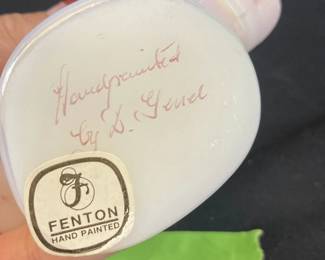 Handpainted
by D.
F
FENTON
HAND PAINTED